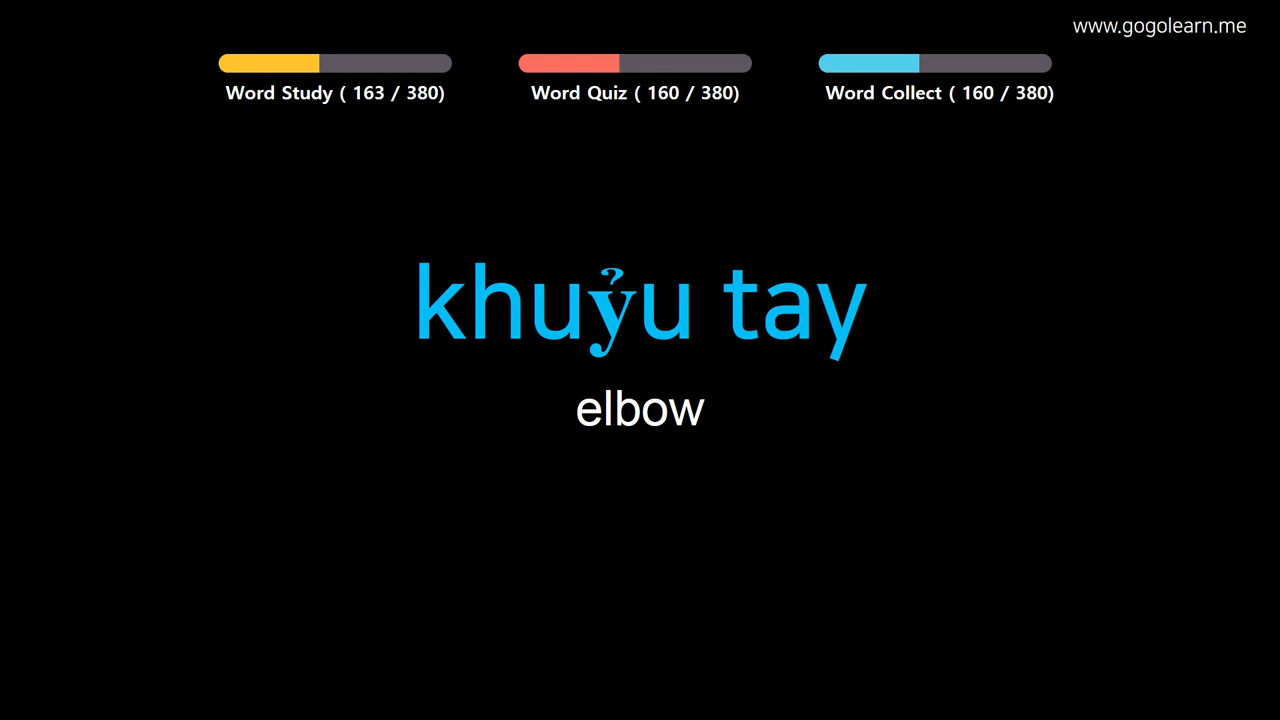 www.gogolearn.me
Word Study ( 163 / 380)
Word Quiz ( 160 / 380)
Word Collect ( 160 / 380)
khuỷu tay
elbow